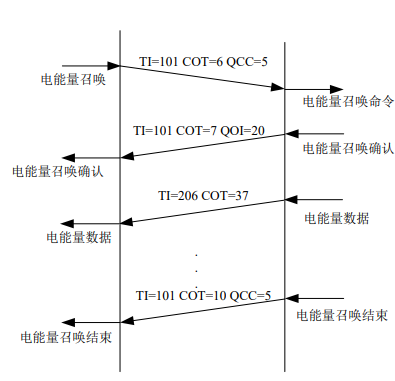 TI=101 COT=6 QCC=5
电能量召唤
电能量召唤命令
TI=101 COT=7 QOI=20
电能量召唤确认
电能量召唤确认
TI=206 COT=37
电能量数据
电能量数据
.
.
.
TI=101 COT=10 QCC=5
电能量召唤结束
电能量召唤结束